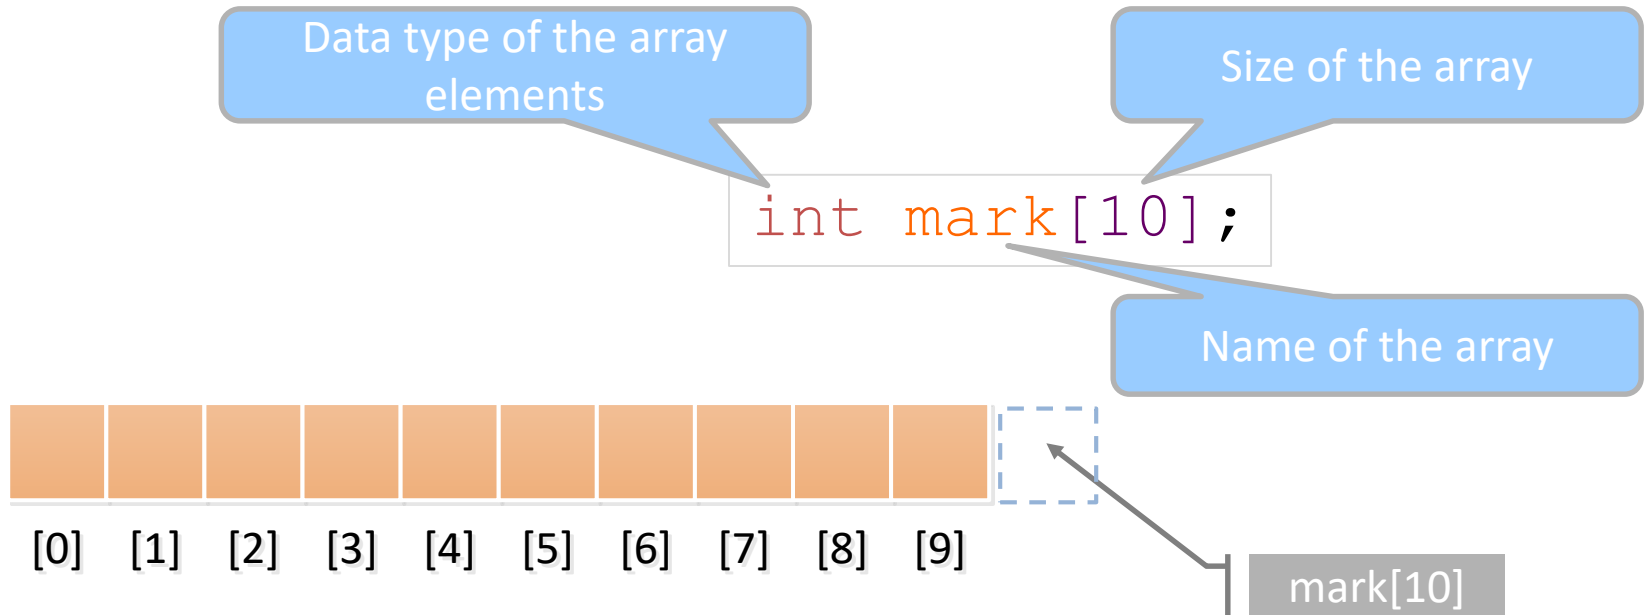 Data type of the array
elements
Size of the array
int mark[10];
Name of the array
[0] [1] [2] [3] [4] [5] [6] [7] [8] [9]
mark[10]